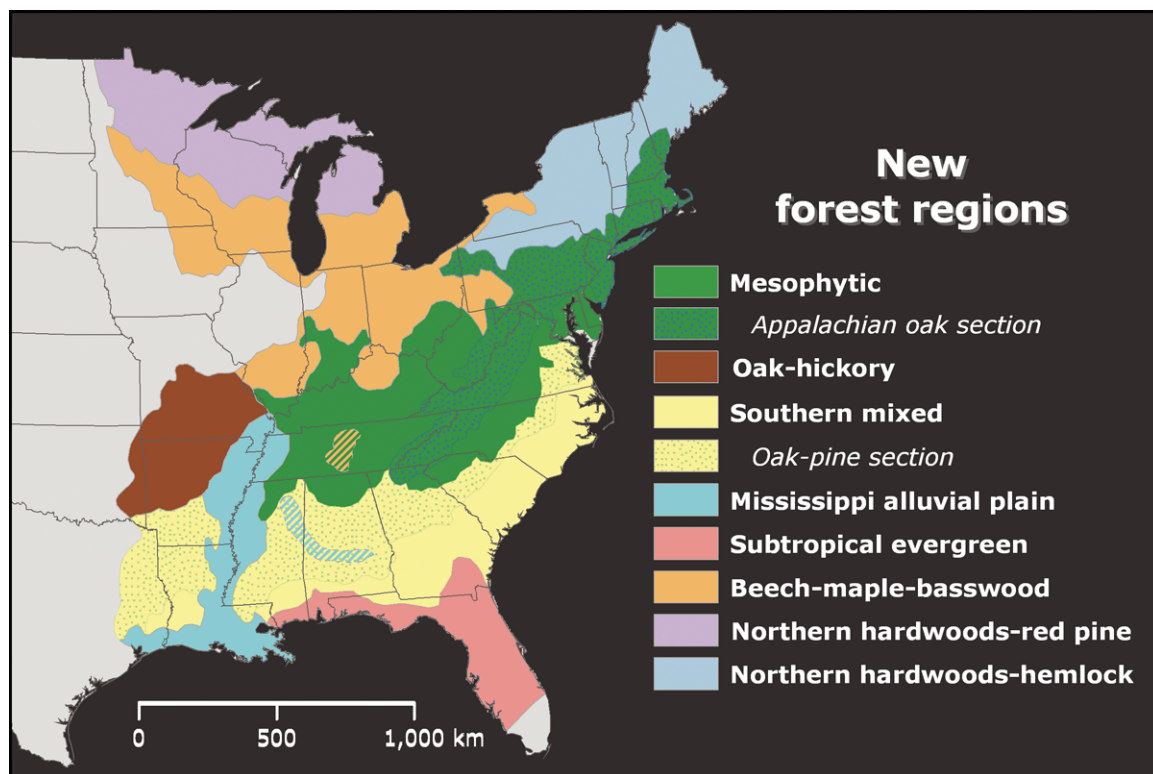 New
forest regions
Mesophytic
Appalachian oak section
Oak-hickory
Southern mixed
Oak-pine section
Mississippi alluvial plain
Subtropical evergreen
Beech-maple-basswood
Northern hardwoods-red pine
Northern hardwoods-hemlock
0 500 1,000 km